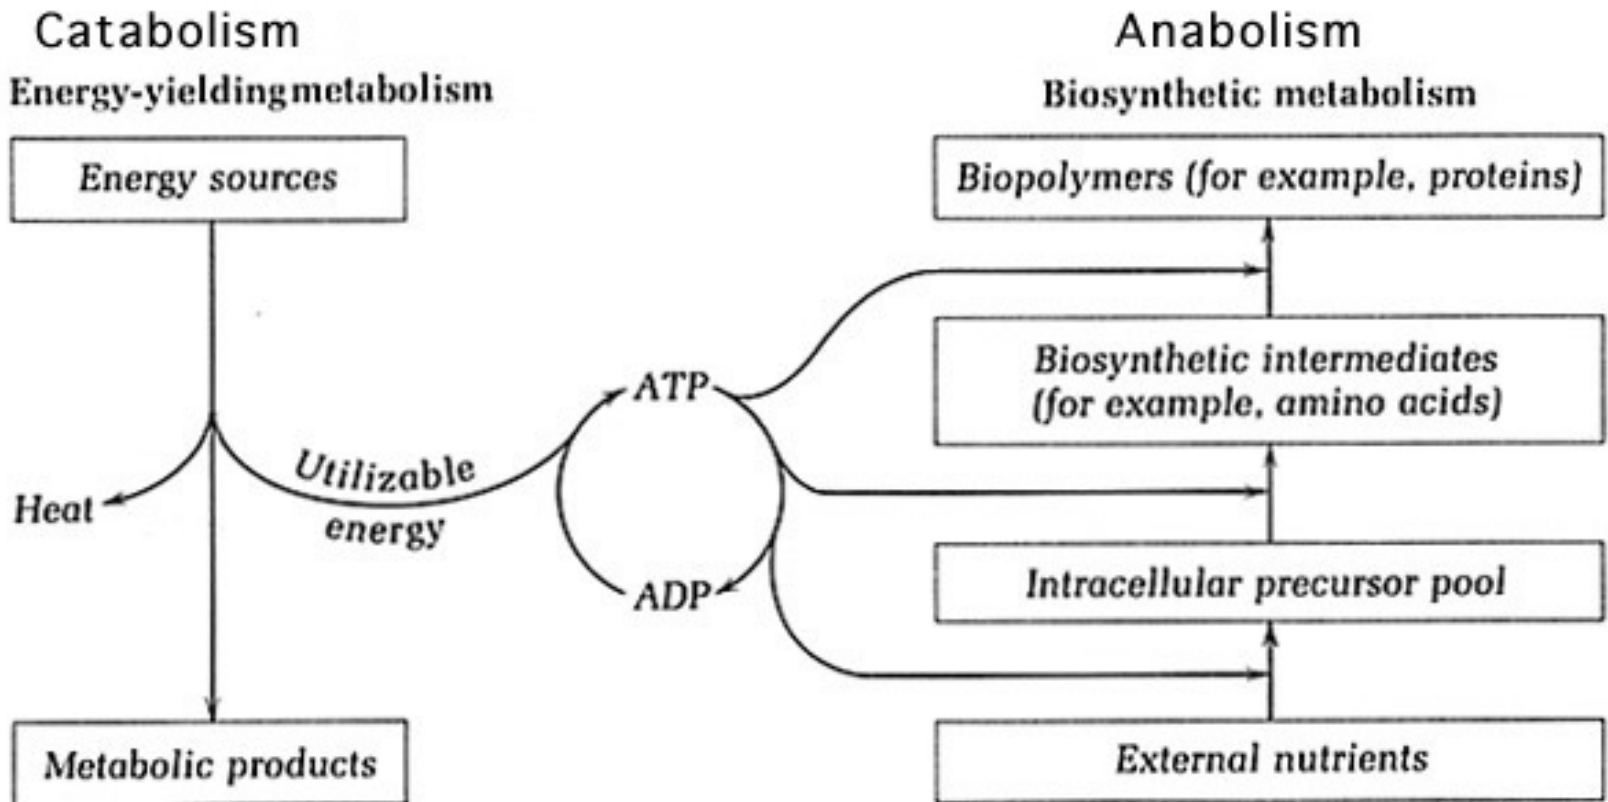 Catabolism
Energy-yielding metabolism
Energy sources
Heat
Utilizable
energy
Metabolic products
ATP
ADP
Anabolism
Biosynthetic metabolism
Biopolymers (for example, proteins)
Biosynthetic intermediates
(for example, amino acids)
Intracellular precursor pool
External nutrients